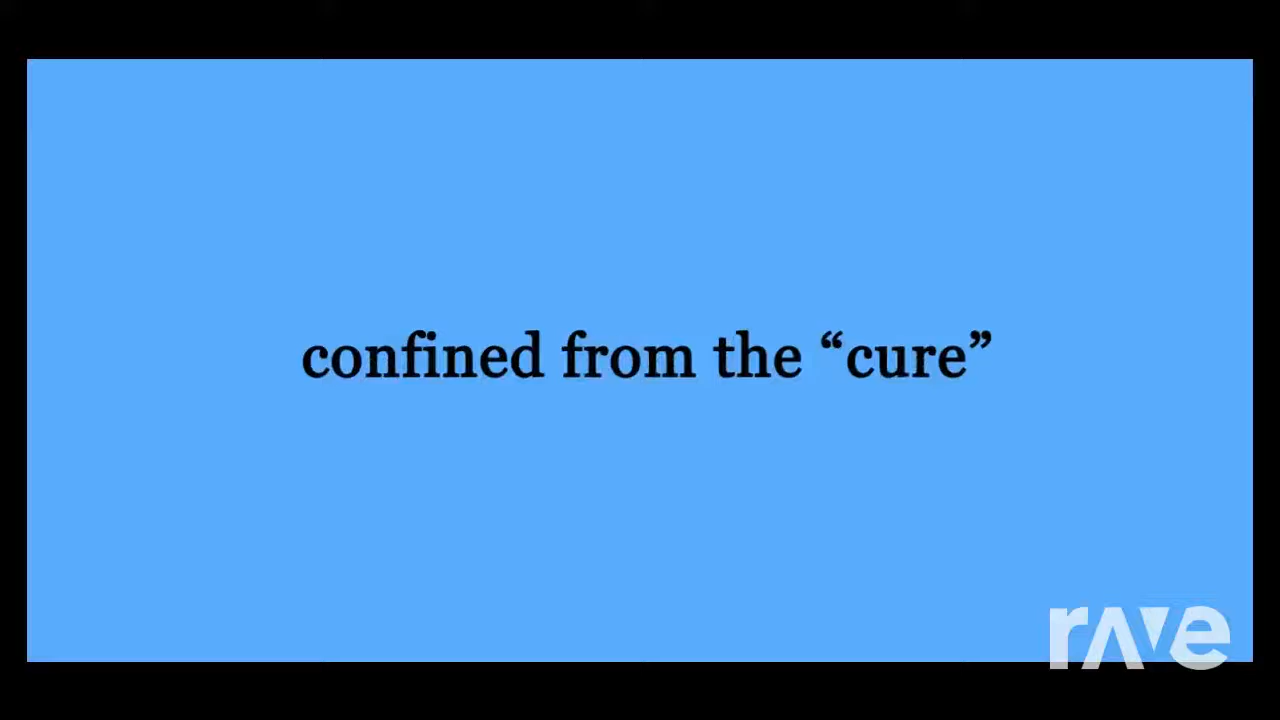 confined from the “cure”
rave